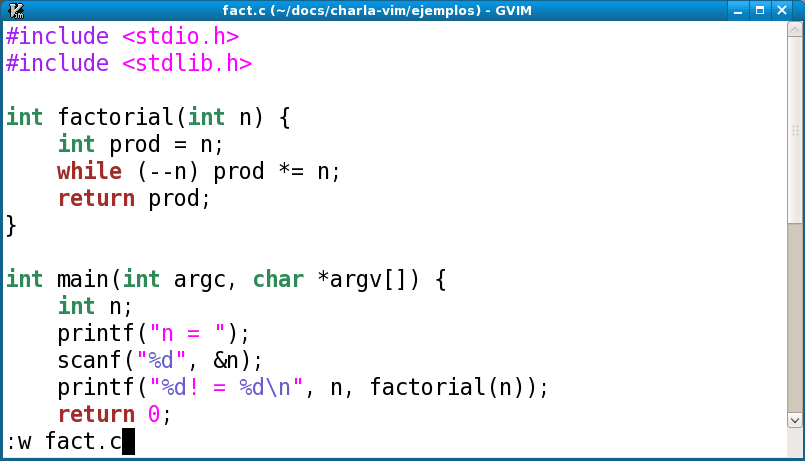 fact.c (~/docs/charla-vim/ejemplos) - GVIM
#include <stdio.h>
#include <stdlib.h>

int factorial(int n) {
    int prod = n;
    while (--n) prod *= n;
    return prod;
}

int main(int argc, char *argv[]) {
    int n;
    printf("n = ");
    scanf("%d", &n);
    printf("%d! = %d\n", n, factorial(n));
    return 0;
:w fact.c